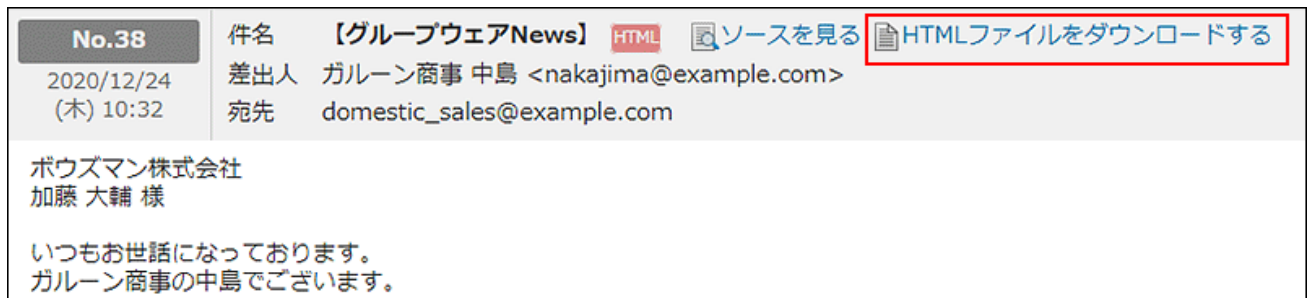 No.38
2020/12/24
(木) 10:32
件名 【グループウェアNews】 HTML ソースを見る HTMLファイルをダウンロードする
差出人 ガルーン商事 中島 <nakajima@example.com>
宛先 domestic_sales@example.com
ボウズマン株式会社
加藤 大輔 様
いつもお世話になっております。
ガルーン商事の中島でございます。